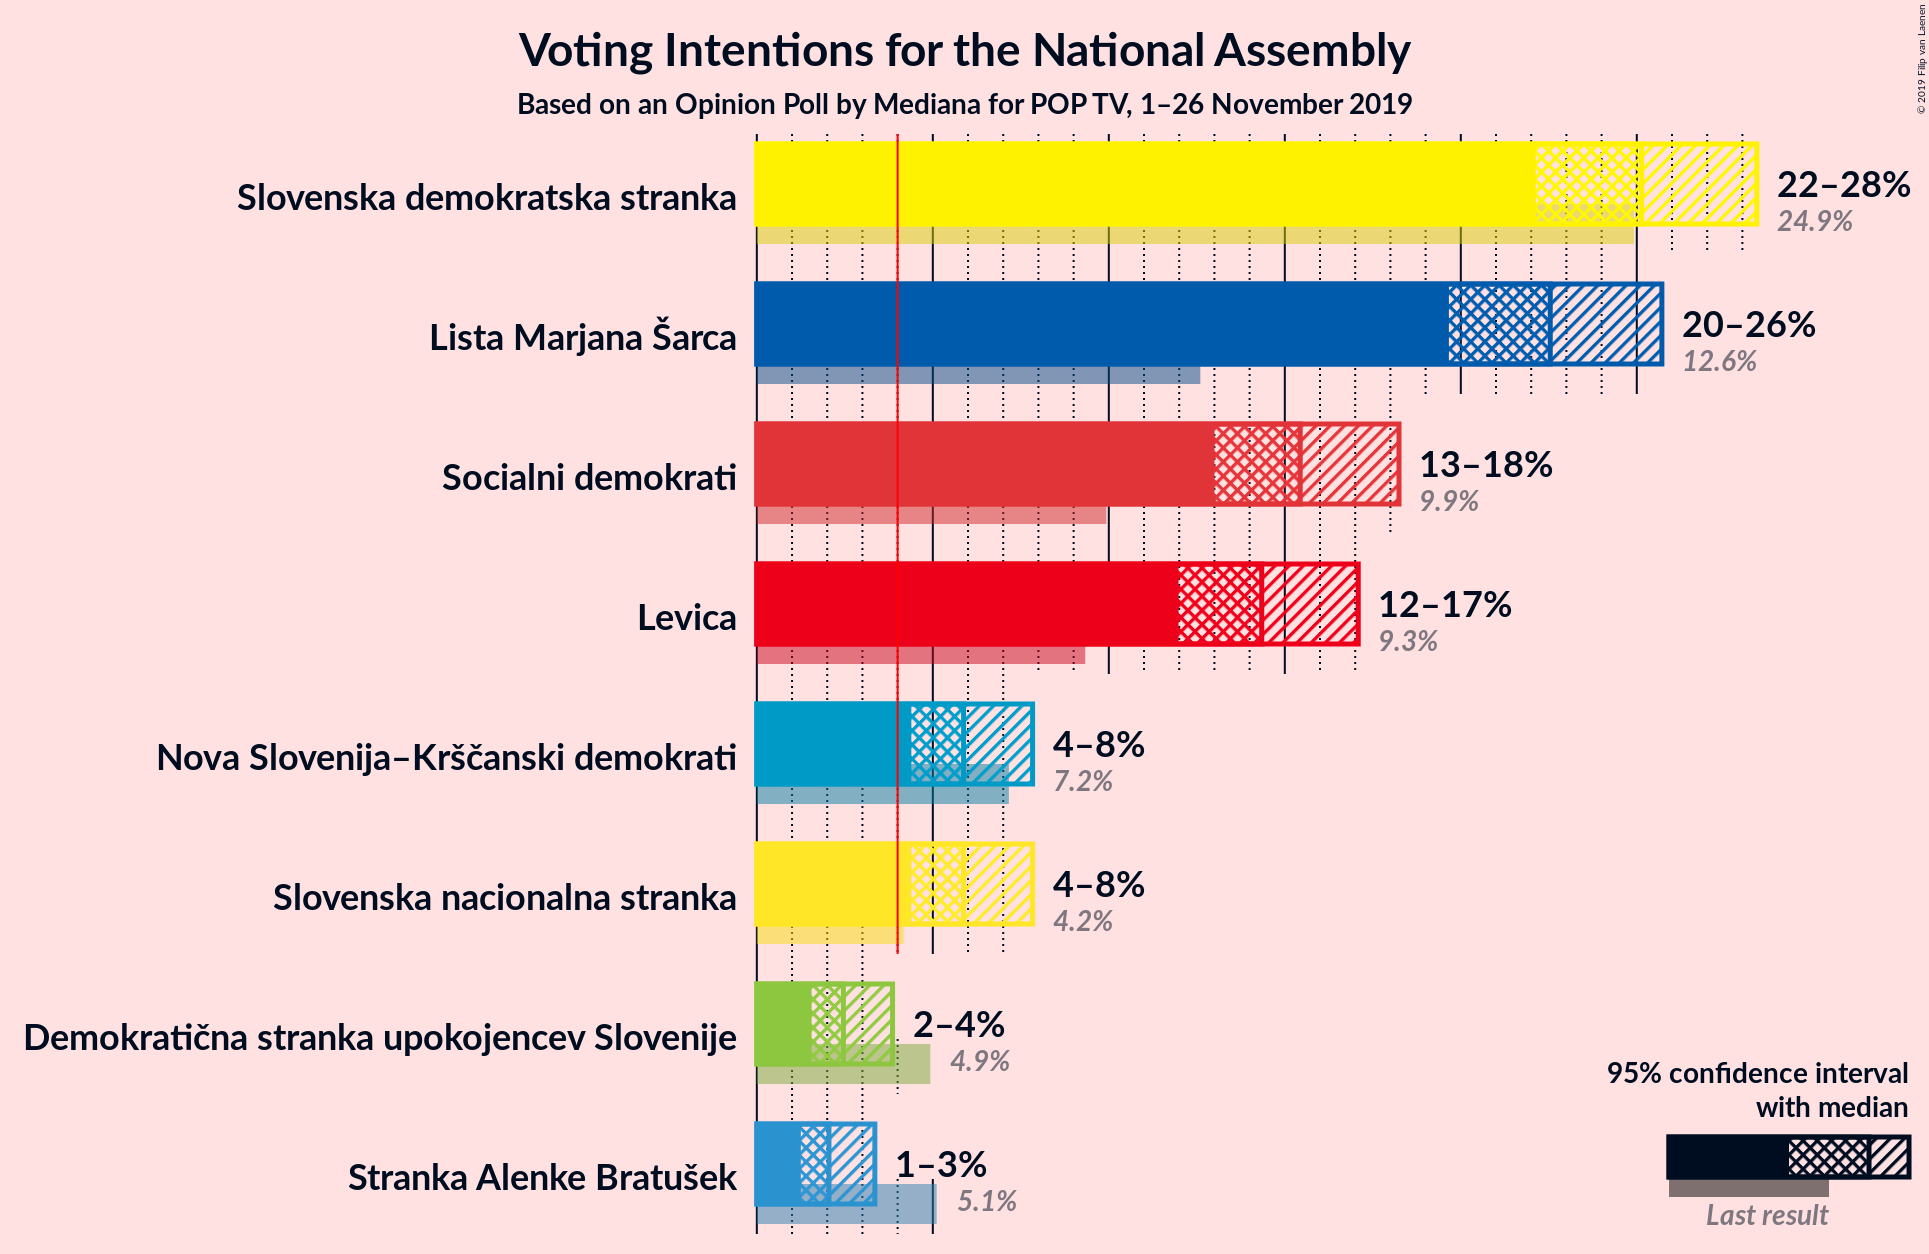 Voting Intentions for the National Assembly
Based on an Opinion Poll by Mediana for POP TV, 1–26 November 2019
© 2019 Filip van Laenen
Slovenska demokratska stranka
22–28%
24.9%
Lista Marjana Šarca
20–26%
12.6%
Socialni demokrati
13–18%
9.9%
Levica
12–17%
9.3%
Nova Slovenija–Krščanski demokrati
4–8%
7.2%
Slovenska nacionalna stranka
4–8%
4.2%
Demokratična stranka upokojencev Slovenije
2–4%
4.9%
Stranka Alenke Bratušek
1–3%
5.1%
95% confidence interval
with median
Last result